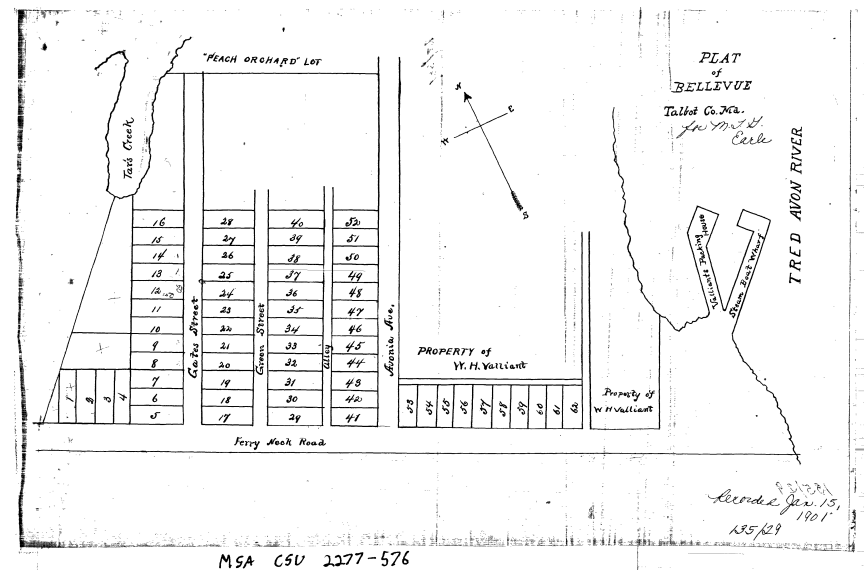 "PEACH ORCHARD" LOT
PLAT
of
BELLEVUE
Talbot Co. Md.
for M. T. G.
Earle
N
E
W
S
Tar's Creek
TRED AVON RIVER
Valliants Packing House
Steam Boat Wharf
16 28 40 52
15 27 39 51
14 26 38 50
13 25 37 49
12 24 36 48
11 23 35 47
10 22 34 46
9 21 33 45
8 20 32 44
7 19 31 43
6 18 30 42
5 17 29 41
1 2 3 4
Gates Street
Green Street
Alley
Avonia Ave.
PROPERTY of
W. H. Valliant
53 54 55 56 57 58 59 60 61 62
Property of
W H Valliant
Ferry Neck Road
Recorded Jan. 15,
1901
135/29
MSA CSU 2277-576